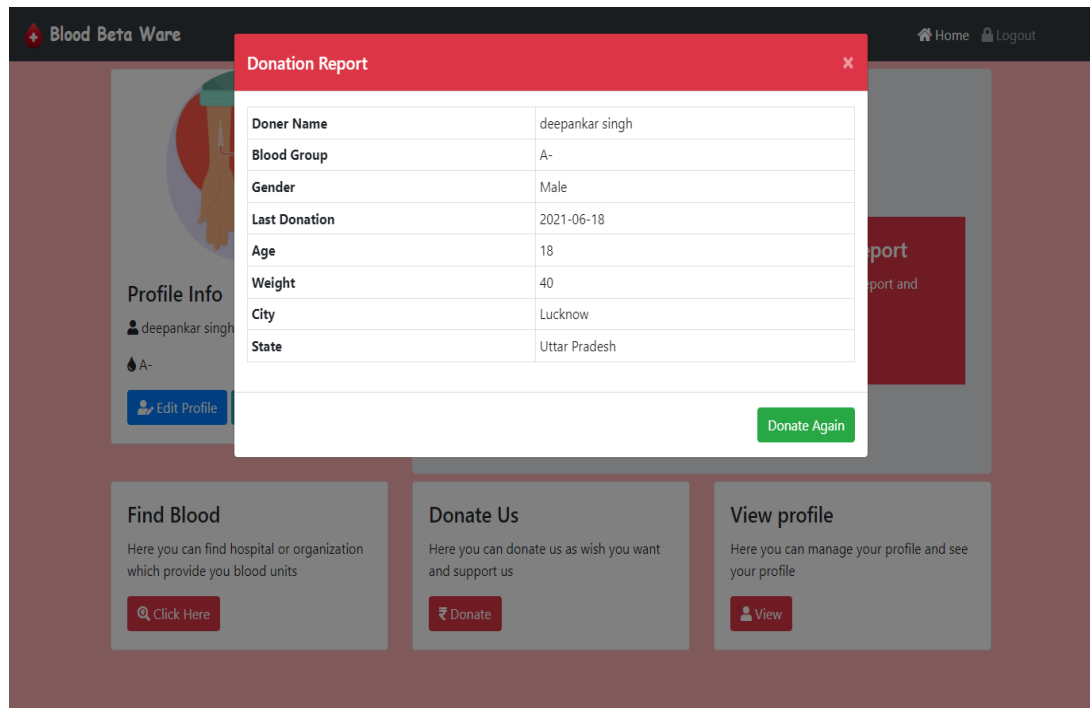 Blood Beta Ware
Home Logout
Donation Report x
Doner Name deepankar singh
Blood Group A-
Gender Male
Last Donation 2021-06-18
Age 18
Weight 40
City Lucknow
State Uttar Pradesh
Donate Again
Profile Info
deepankar singh
A-
Edit Profile
port and
Find Blood
Here you can find hospital or organization
which provide you blood units
Click Here
Donate Us
Here you can donate us as wish you want
and support us
₹ Donate
View profile
Here you can manage your profile and see
your profile
View